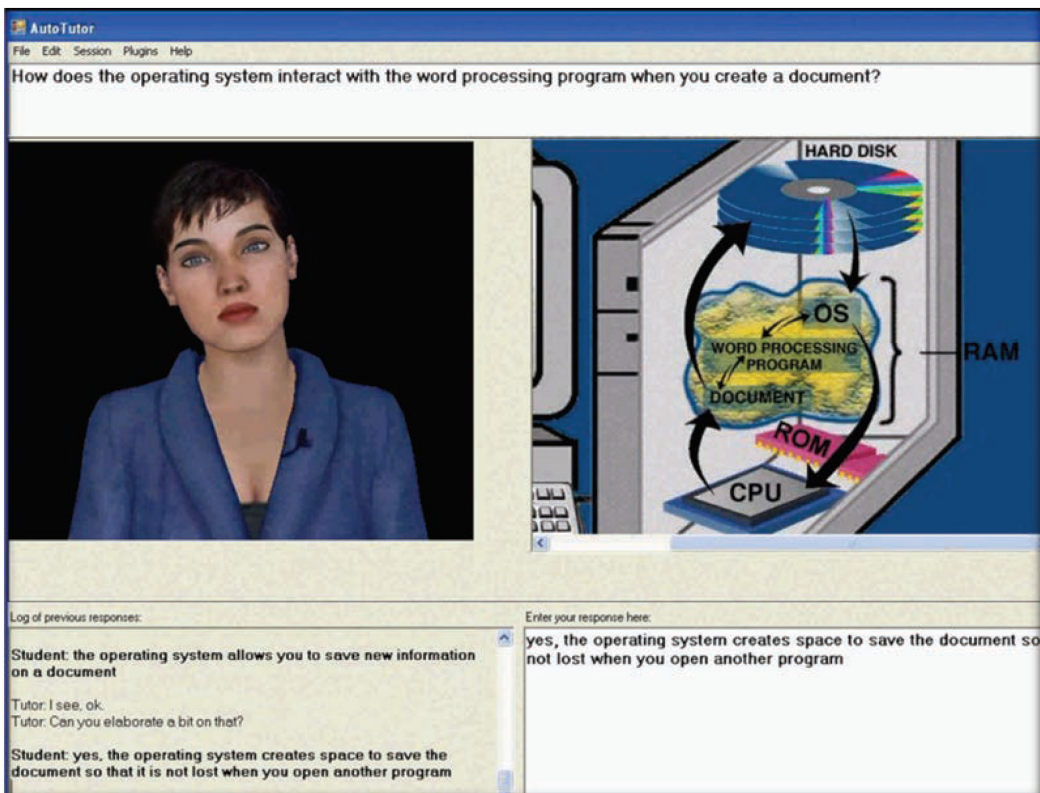 AutoTutor
File Edit Session Plugins Help
How does the operating system interact with the word processing program when you create a document?
HARD DISK
OS
WORD PROCESSING
PROGRAM
DOCUMENT
RAM
ROM
CPU
Log of previous responses:
Student: the operating system allows you to save new information
on a document
Tutor: I see, ok.
Tutor: Can you elaborate a bit on that?
Student: yes, the operating system creates space to save the
document so that it is not lost when you open another program
Enter your response here:
yes, the operating system creates space to save the document so
not lost when you open another program